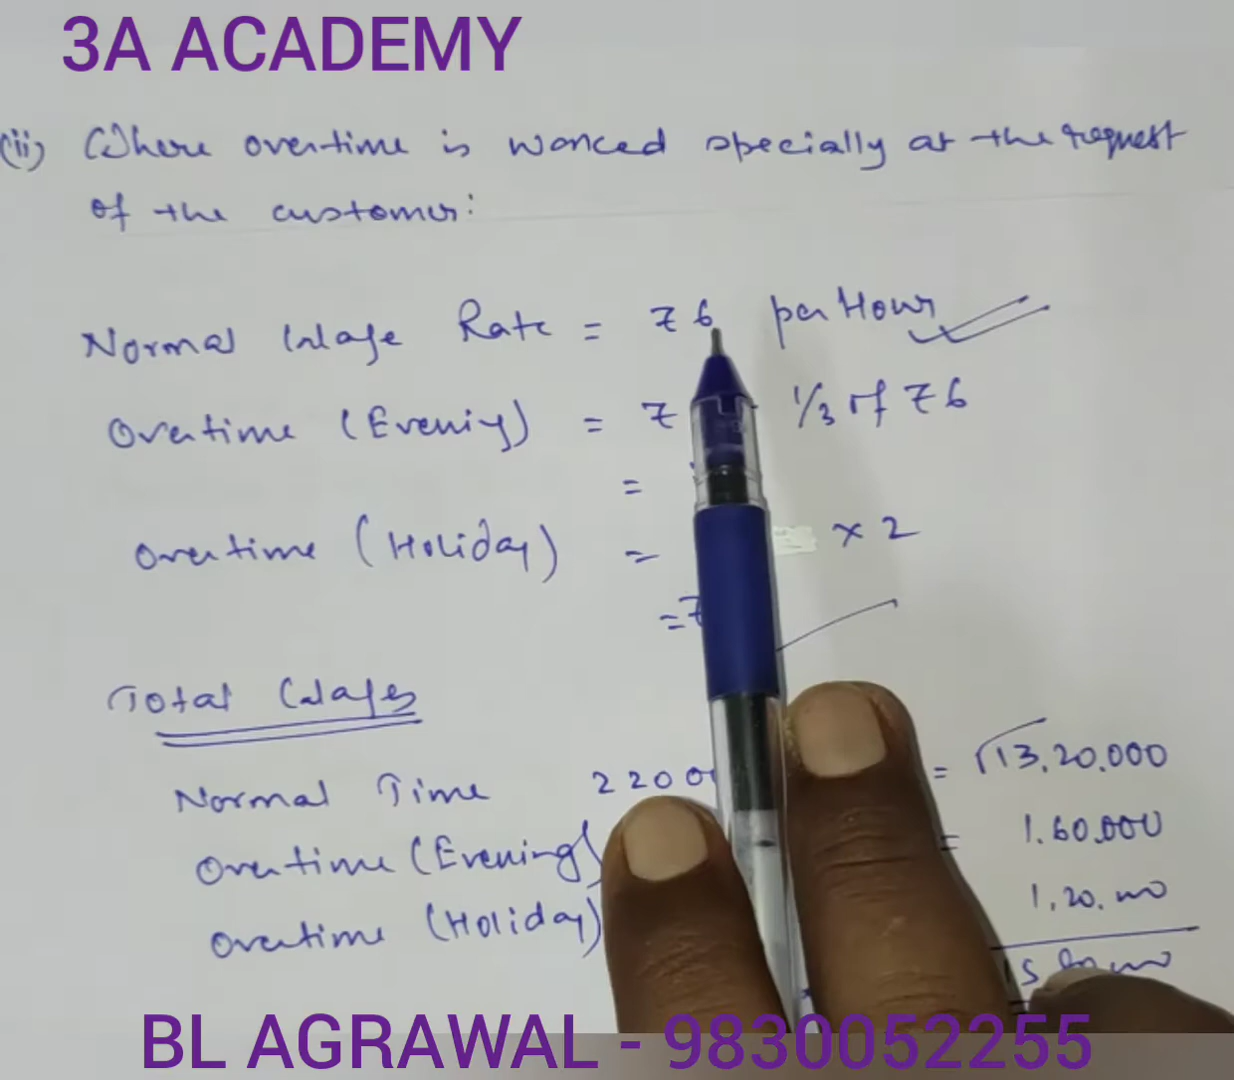 3A ACADEMY
(ii) Where overtime is worked specially at the request
of the customer:
Normal Wage Rate = ₹6 per Hour
Overtime (Evening) = ₹ 1/3 of ₹6
=
Overtime (Holiday) = × 2
= ₹
Total Wages
Normal Time 2200 = 13,20,000
Overtime (Evening) = 1,60,000
Overtime (Holiday) 1,20,000
BL AGRAWAL - 9830052255